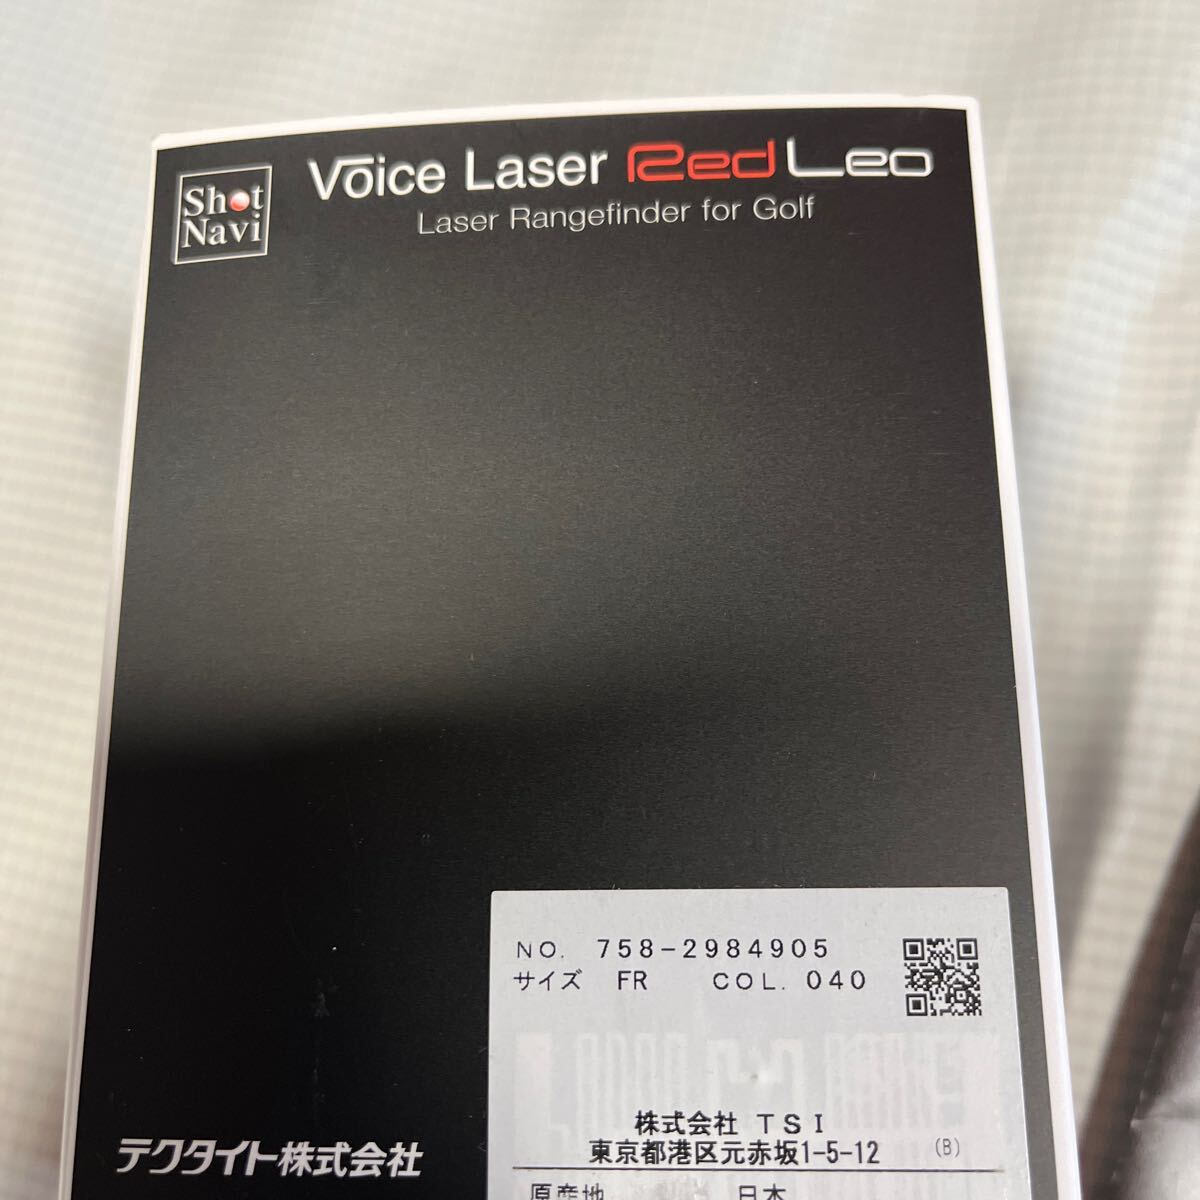 Shot
Navi
Voice Laser Red Leo
Laser Rangefinder for Golf
NO. 758-2984905
サイズ FR COL. 040
株式会社 TSI
東京都港区元赤坂1-5-12 (B)
原産地 日本
テクタイト株式会社